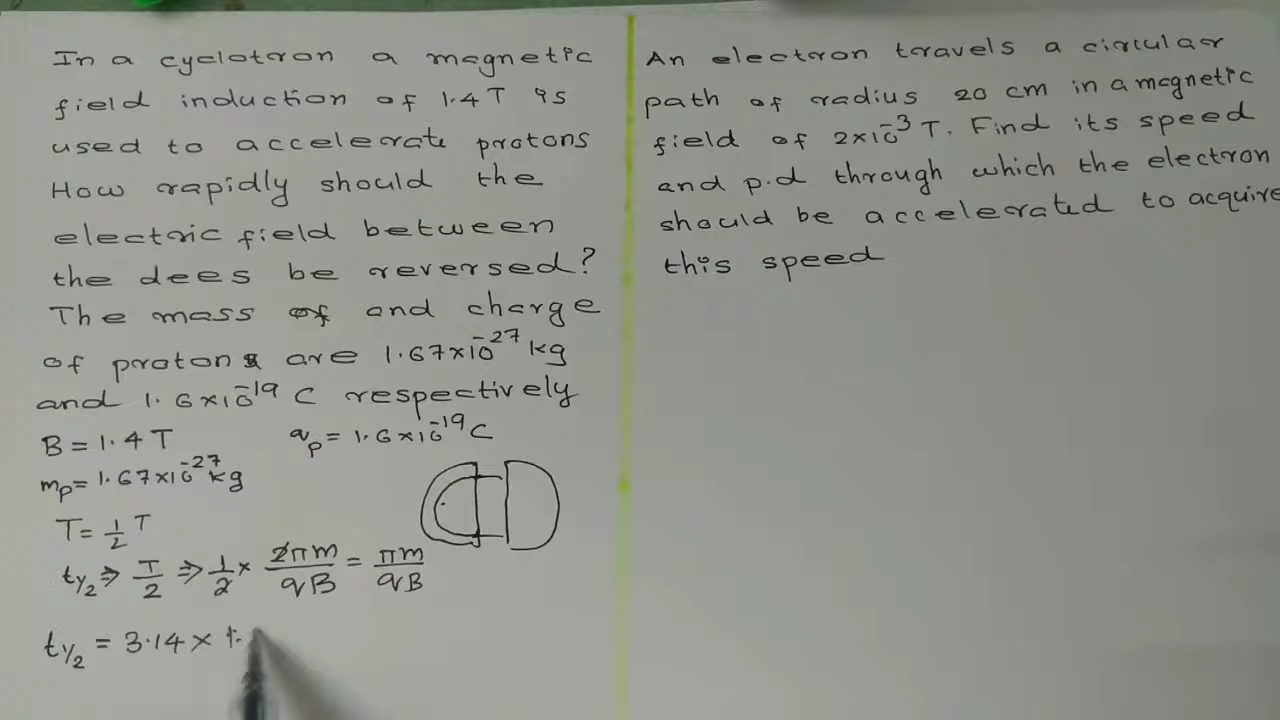 In a cyclotron a magnetic
field induction of 1.4T is
used to accelerate protons
How rapidly should the
electric field between
the dees be reversed?
The mass of and charge
of protons are 1.67×10⁻²⁷ kg
and 1.6×10⁻¹⁹ C respectively
B = 1.4 T qₚ = 1.6×10⁻¹⁹ C
mₚ = 1.67×10⁻²⁷ kg
T = 1/2 T
t₁/₂ ⇒ T/2 ⇒ 1/2 × 2πm/qB = πm/qB
t₁/₂ = 3.14 × 1.
An electron travels a circular
path of radius 20 cm in a magnetic
field of 2×10⁻³ T. Find its speed
and p.d through which the electron
should be accelerated to acquire
this speed